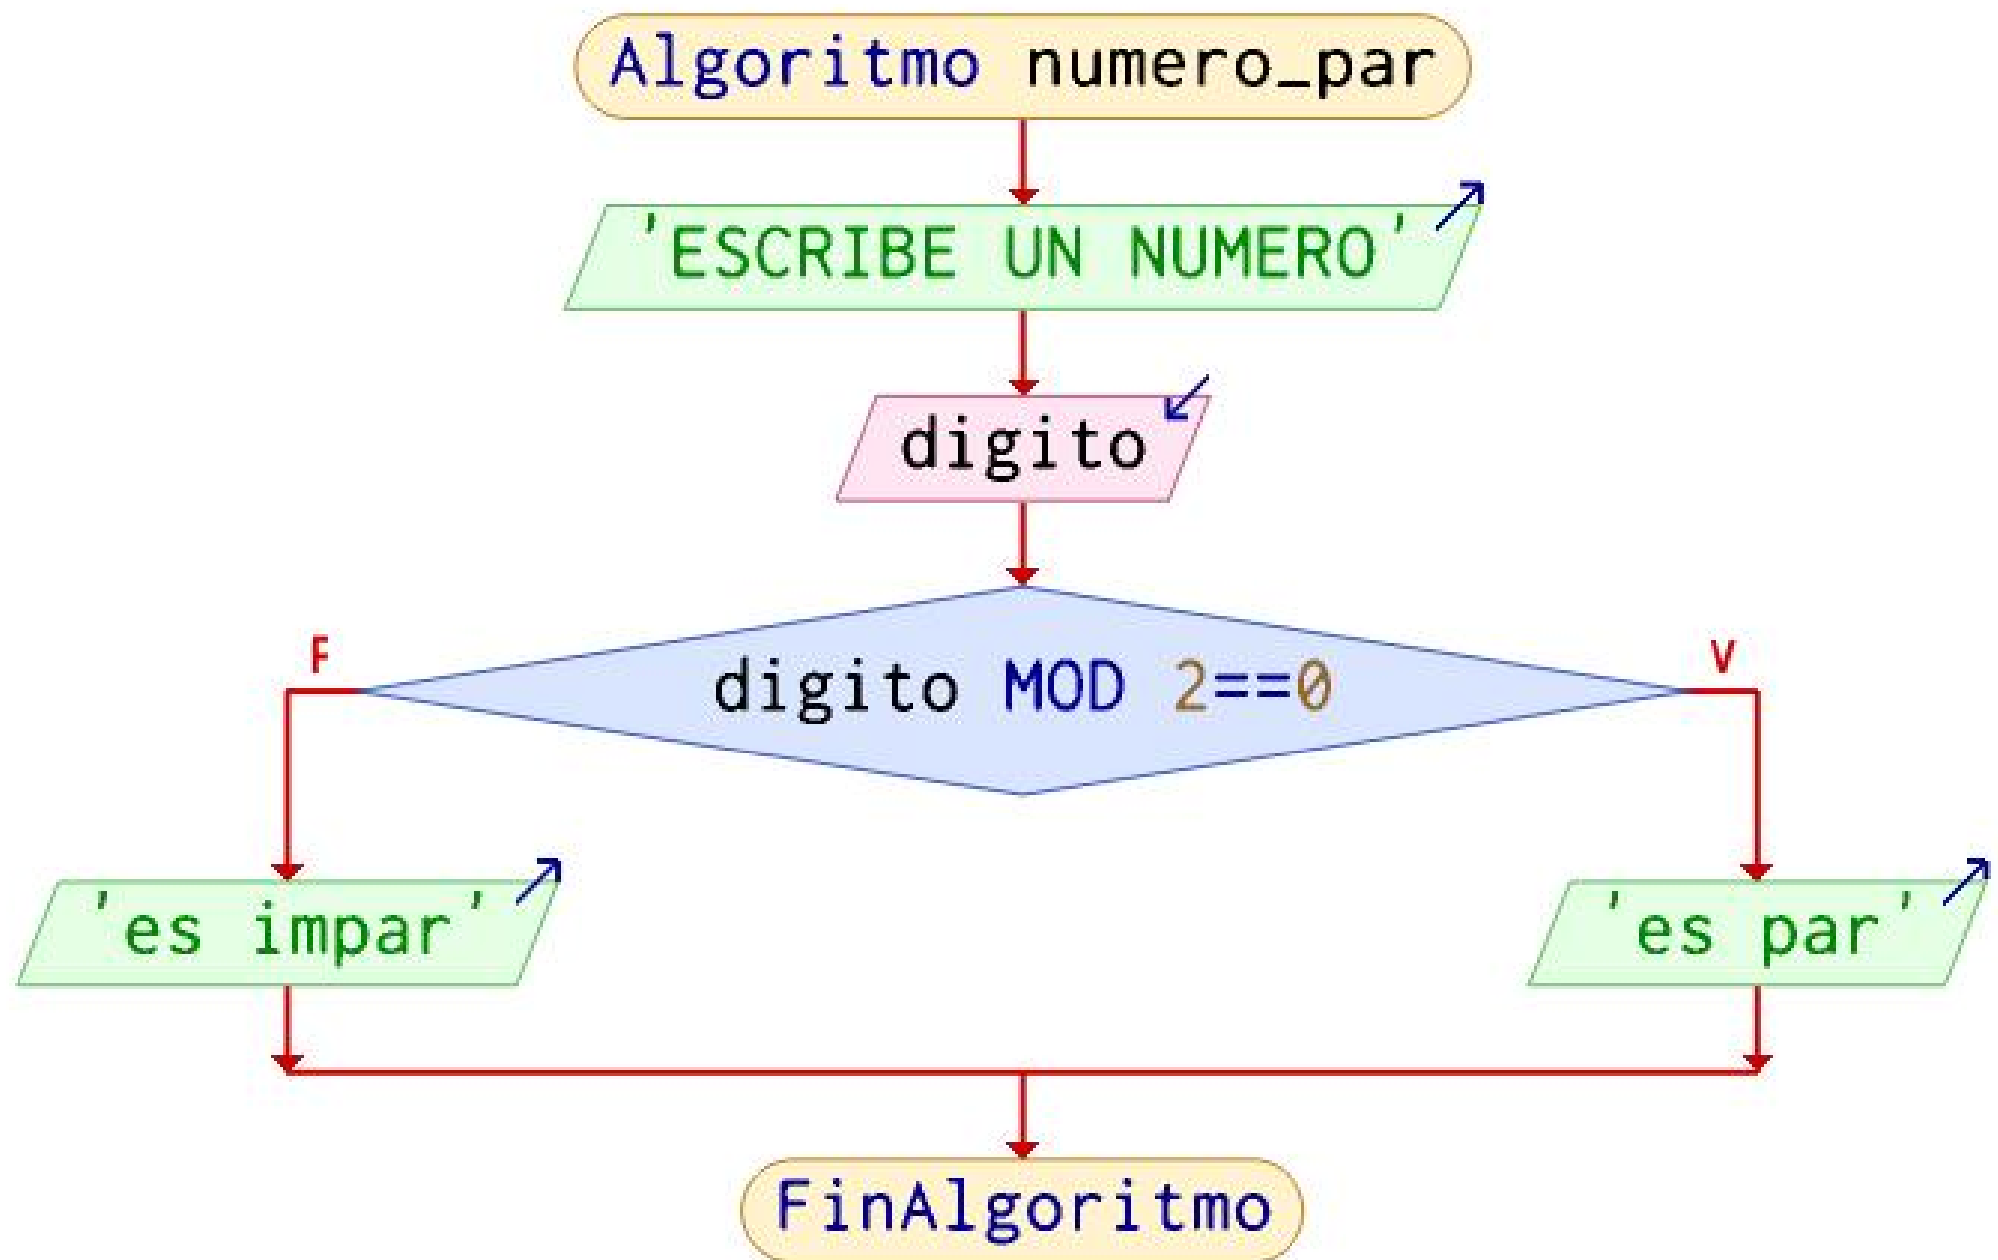 Algoritmo numero_par
'ESCRIBE UN NUMERO'
digito
F
V
digito MOD 2==0
'es impar'
'es par'
FinAlgoritmo